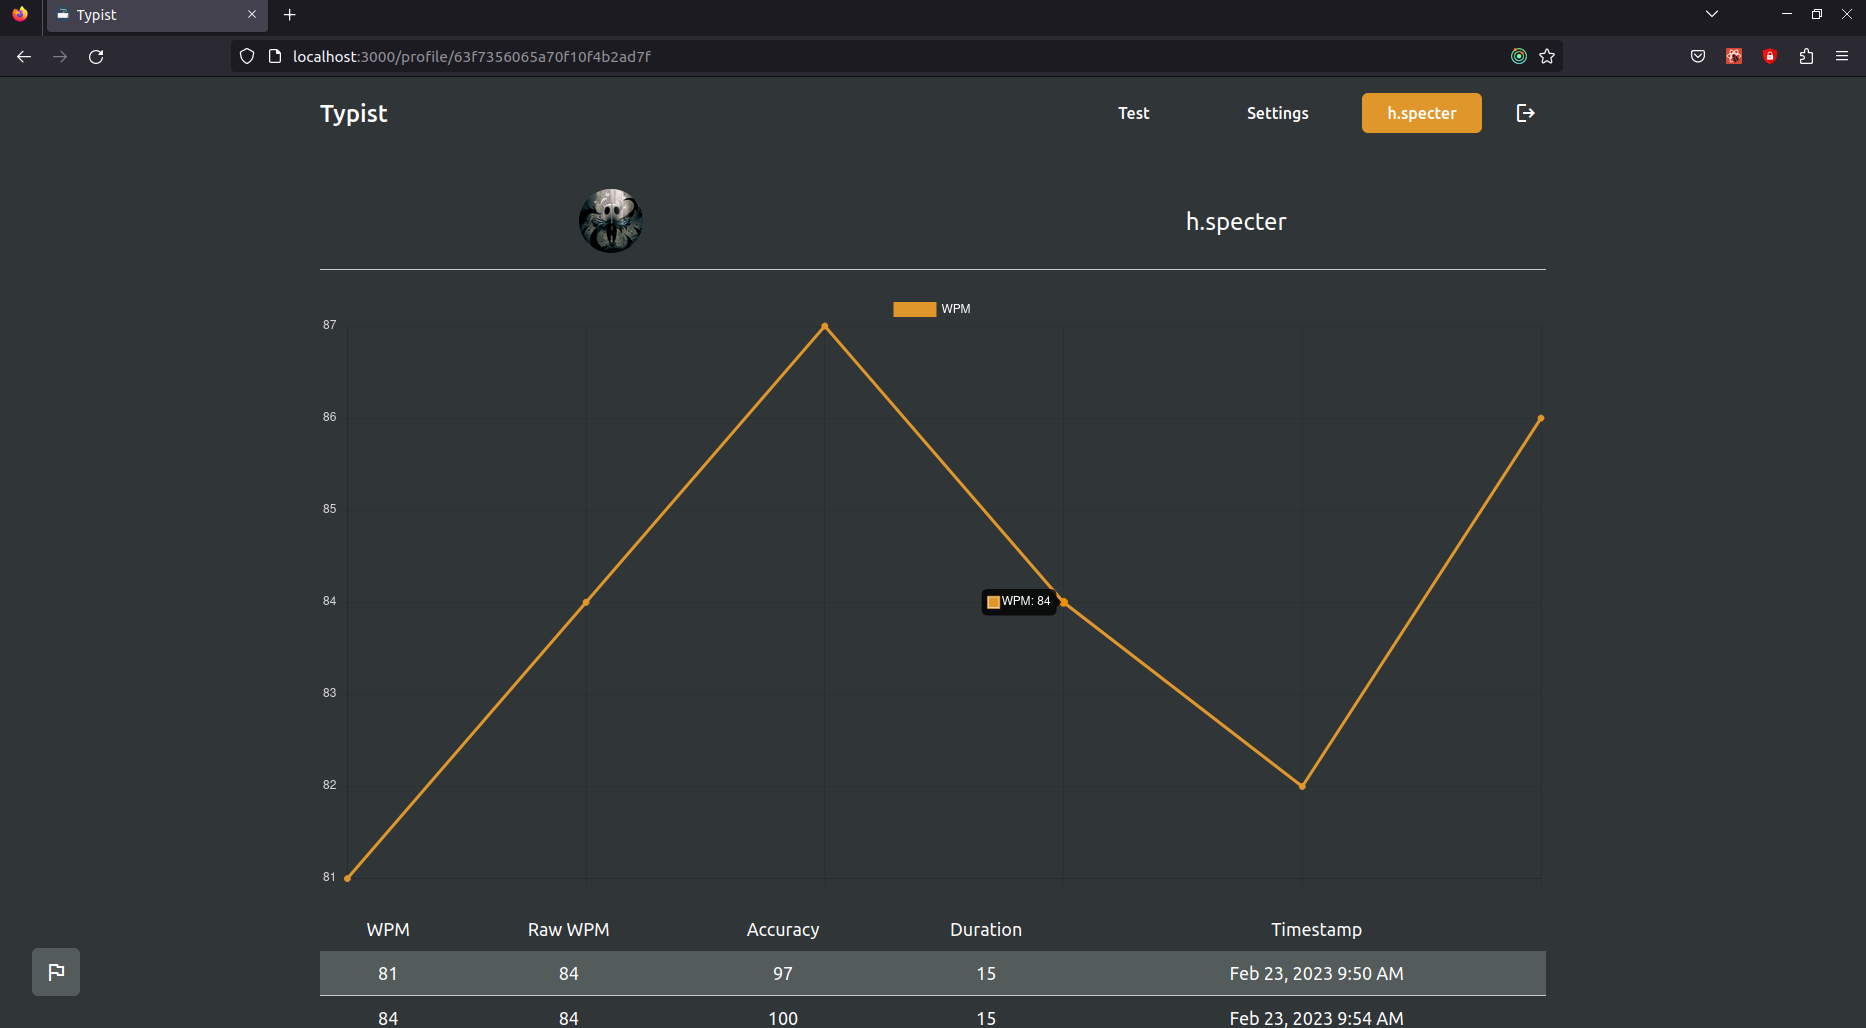 Typist
localhost:3000/profile/63f7356065a70f10f4b2ad7f
Typist
Test
Settings
h.specter
h.specter
WPM
87
86
85
84
WPM: 84
83
82
81
WPM Raw WPM Accuracy Duration Timestamp
81 84 97 15 Feb 23, 2023 9:50 AM
84 84 100 15 Feb 23, 2023 9:54 AM